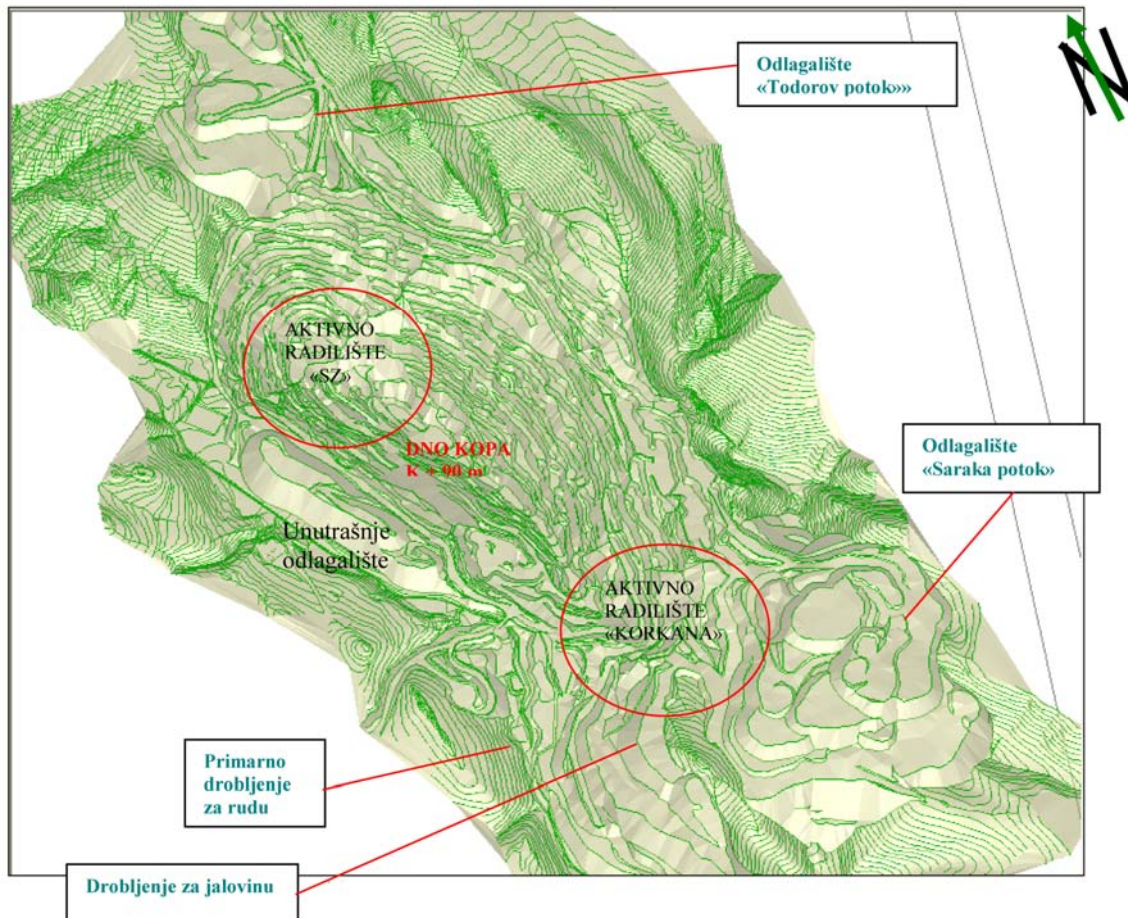 Odlagalište
«Todorov potok»»
N
AKTIVNO
RADILIŠTE
«SZ»
DNO KOPA
K + 90 m
Odlagalište
«Saraka potok»
Unutrašnje
odlagalište
AKTIVNO
RADILIŠTE
«KORKANA»
Primarno
drobljenje
za rudu
Drobljenje za jalovinu